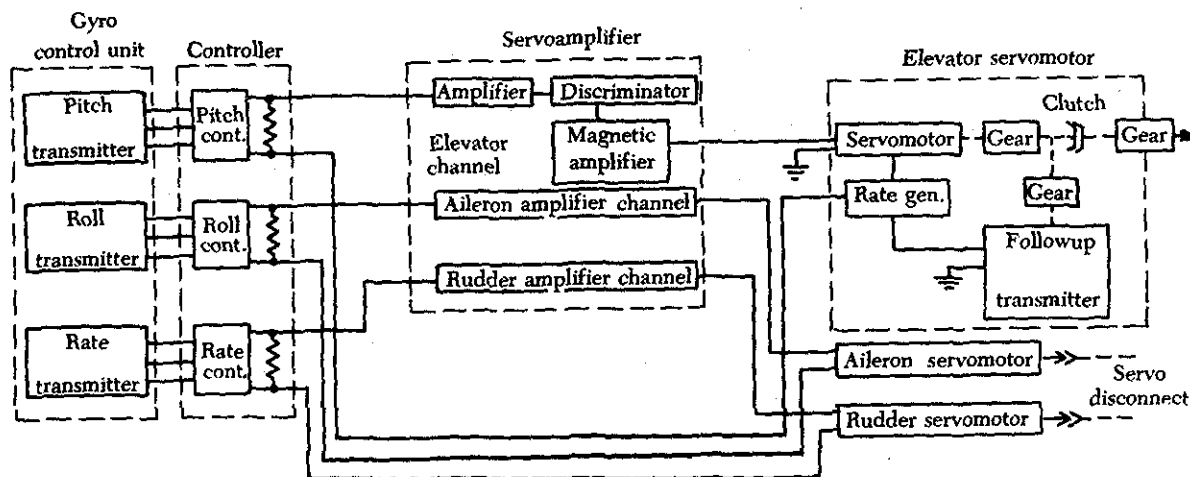 Gyro
control unit
Controller
Servoamplifier
Elevator servomotor
Pitch
transmitter
Pitch
cont.
Amplifier
Discriminator
Elevator
channel
Magnetic
amplifier
Servomotor
Gear
Clutch
Gear
Rate gen.
Gear
Followup
transmitter
Roll
transmitter
Roll
cont.
Aileron amplifier channel
Rudder amplifier channel
Rate
transmitter
Rate
cont.
Aileron servomotor
Rudder servomotor
Servo
disconnect